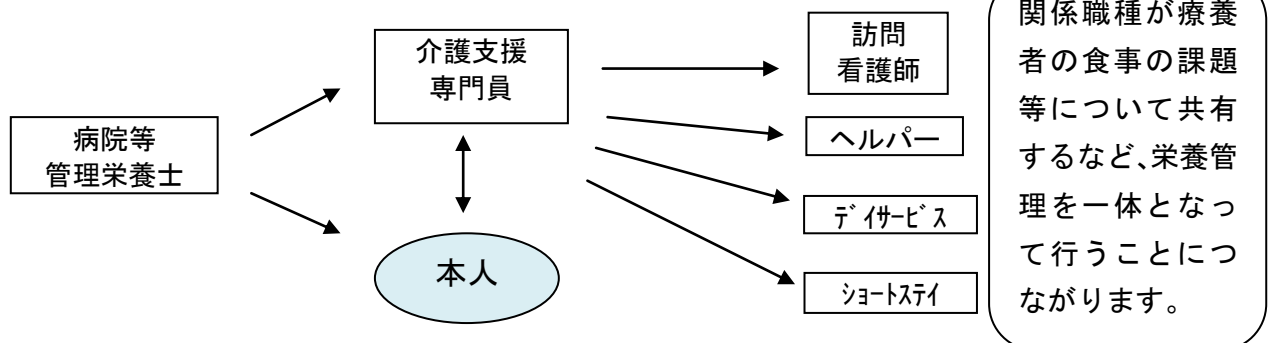 病院等
管理栄養士
介護支援
専門員
本人
訪問
看護師
ヘルパー
ﾃﾞｲｻｰﾋﾞｽ
ｼｮｰﾄｽﾃｲ
関係職種が療養
者の食事の課題
等について共有
するなど、栄養管
理を一体となっ
て行うことにつ
ながります。